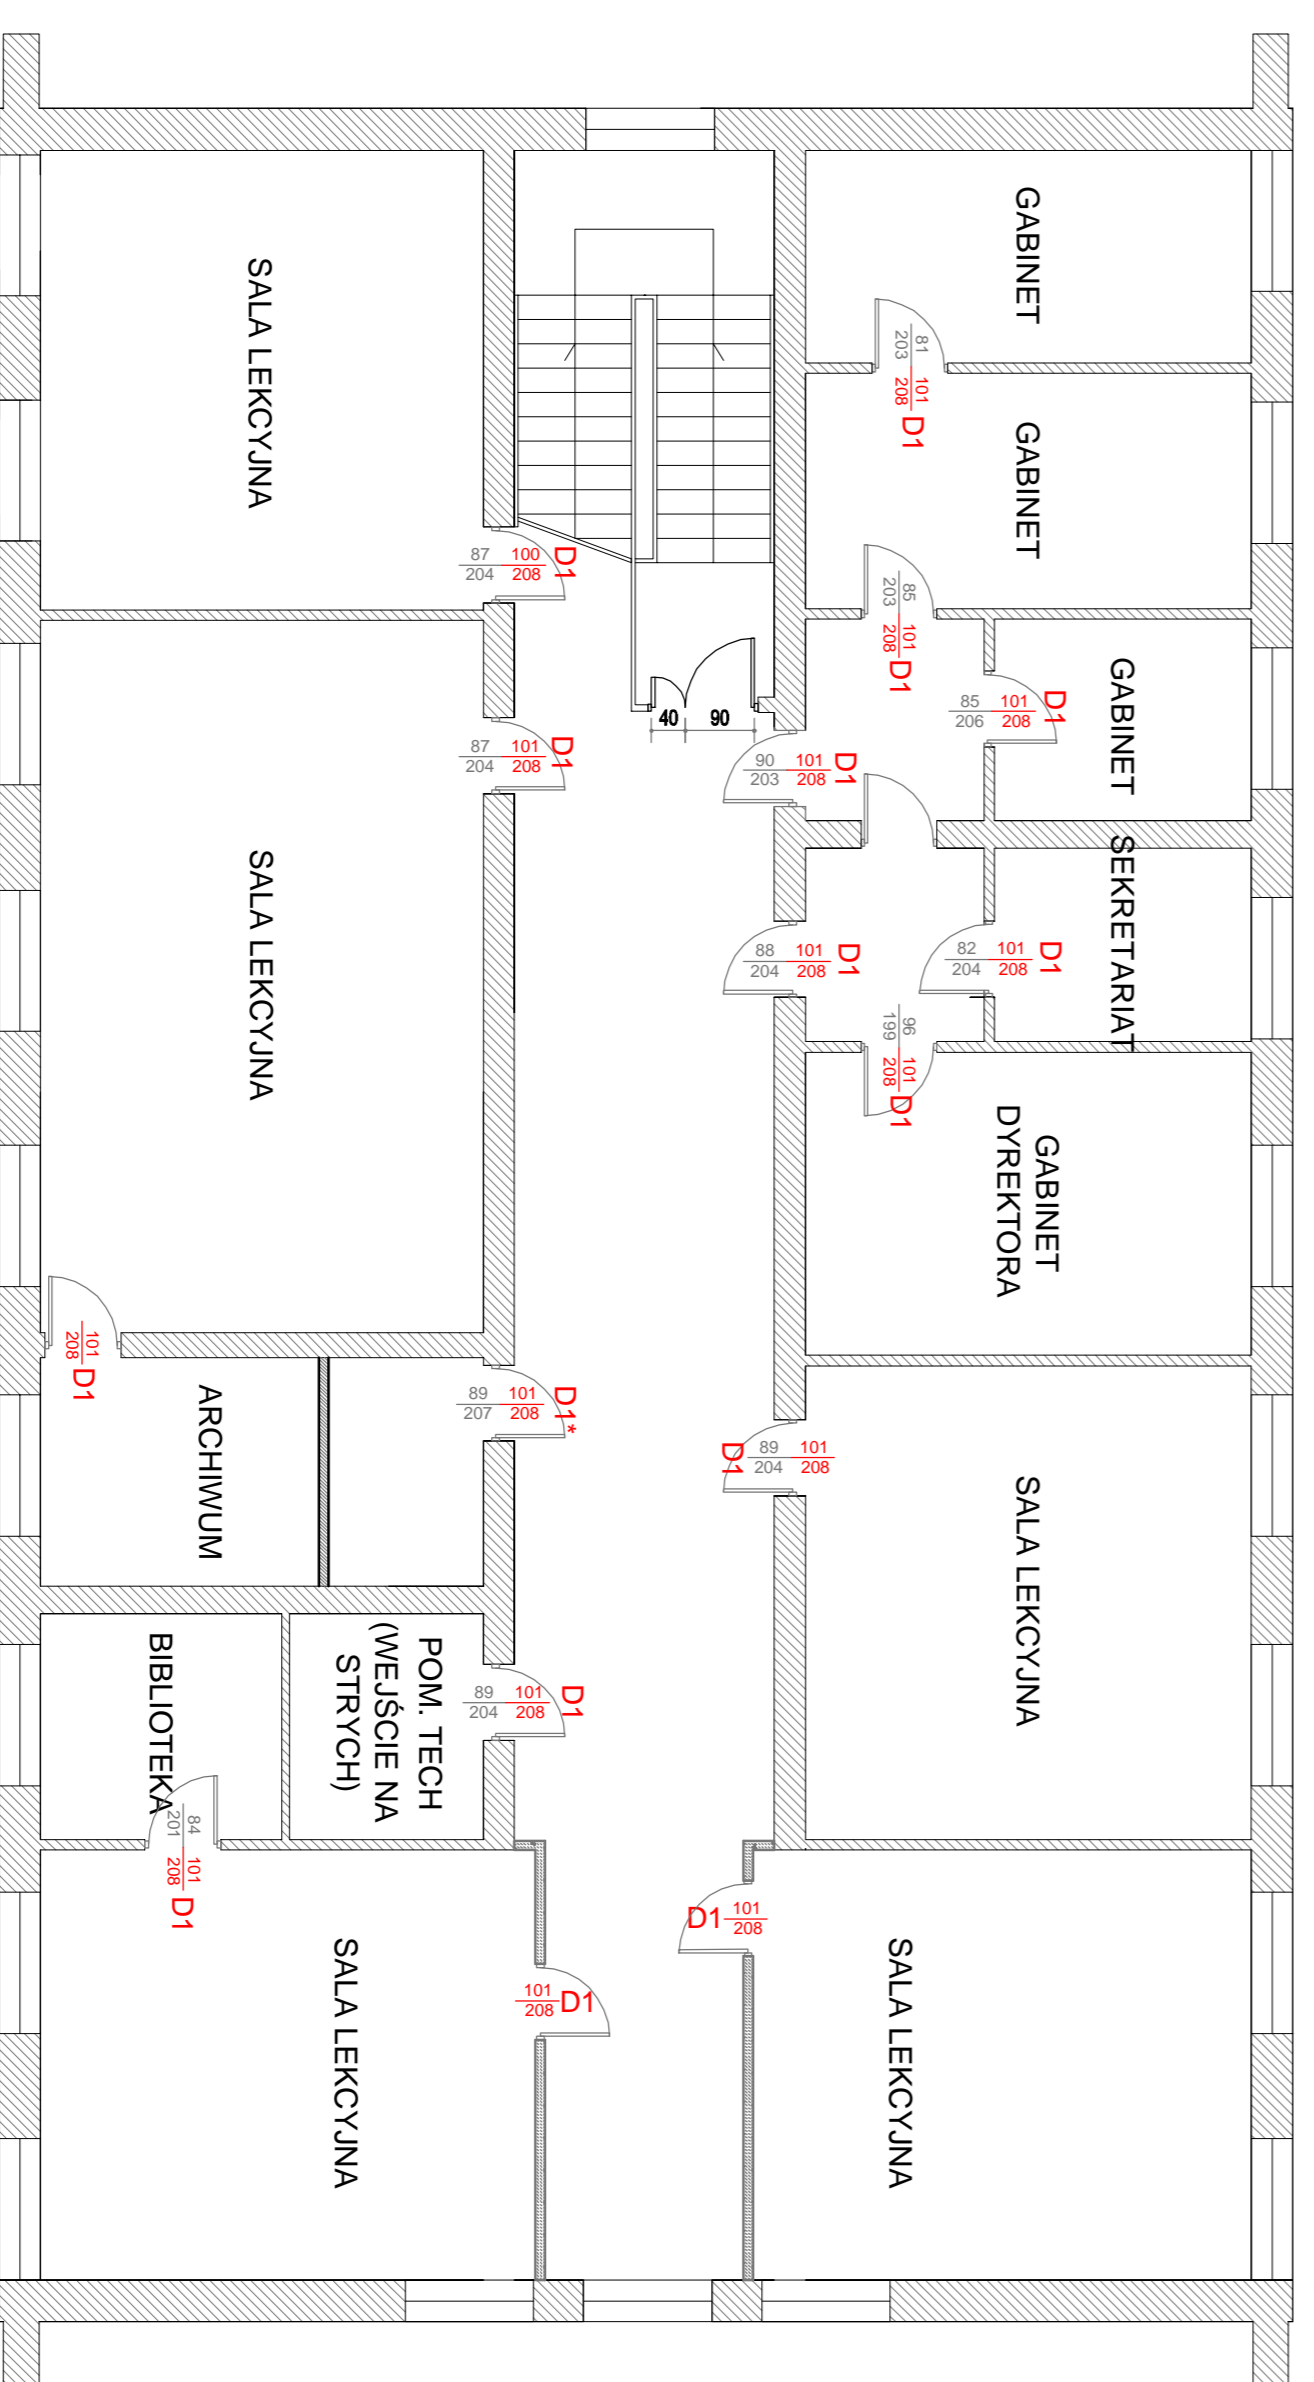 GABINET
SALA LEKCYJNA
81
203
101
208
D1
GABINET
87
204
100
208
D1
85
203
101
208
D1
GABINET
85
206
101
208
D1
40
90
87
204
101
208
D1
90
203
101
208
D1
SEKRETARIAT
SALA LEKCYJNA
88
204
101
208
D1
82
204
101
208
D1
96
199
101
208
D1
GABINET
DYREKTORA
101
208
D1
ARCHIWUM
89
207
101
208
D1*
D1
89
204
101
208
SALA LEKCYJNA
BIBLIOTEKA
POM. TECH
(WEJŚCIE NA
STRYCH)
89
204
101
208
D1
84
201
101
208
D1
D1
101
208
101
208
D1
SALA LEKCYJNA
SALA LEKCYJNA